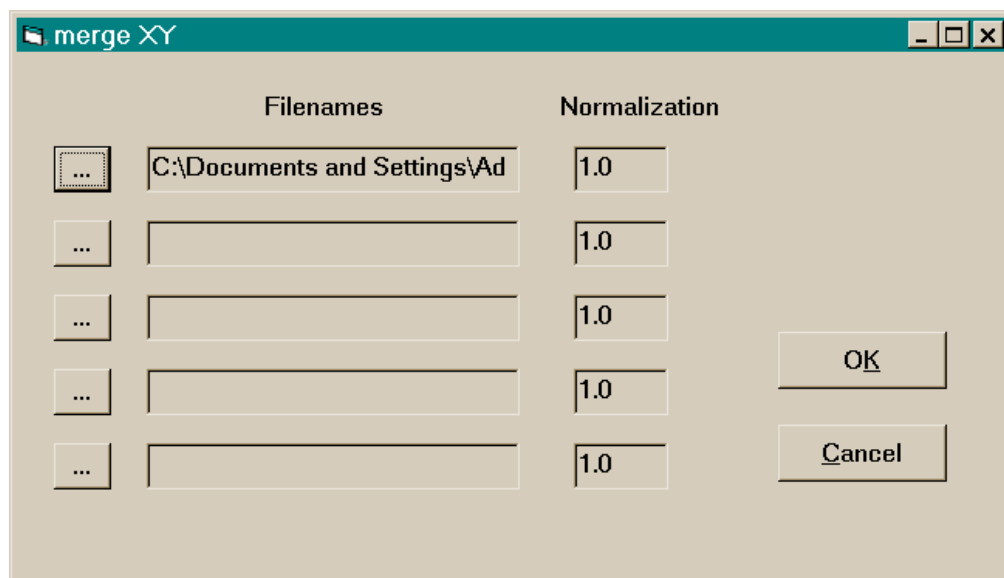 merge XY
Filenames Normalization
... C:\Documents and Settings\Ad 1.0
... 1.0
... 1.0
OK
... 1.0
Cancel
... 1.0